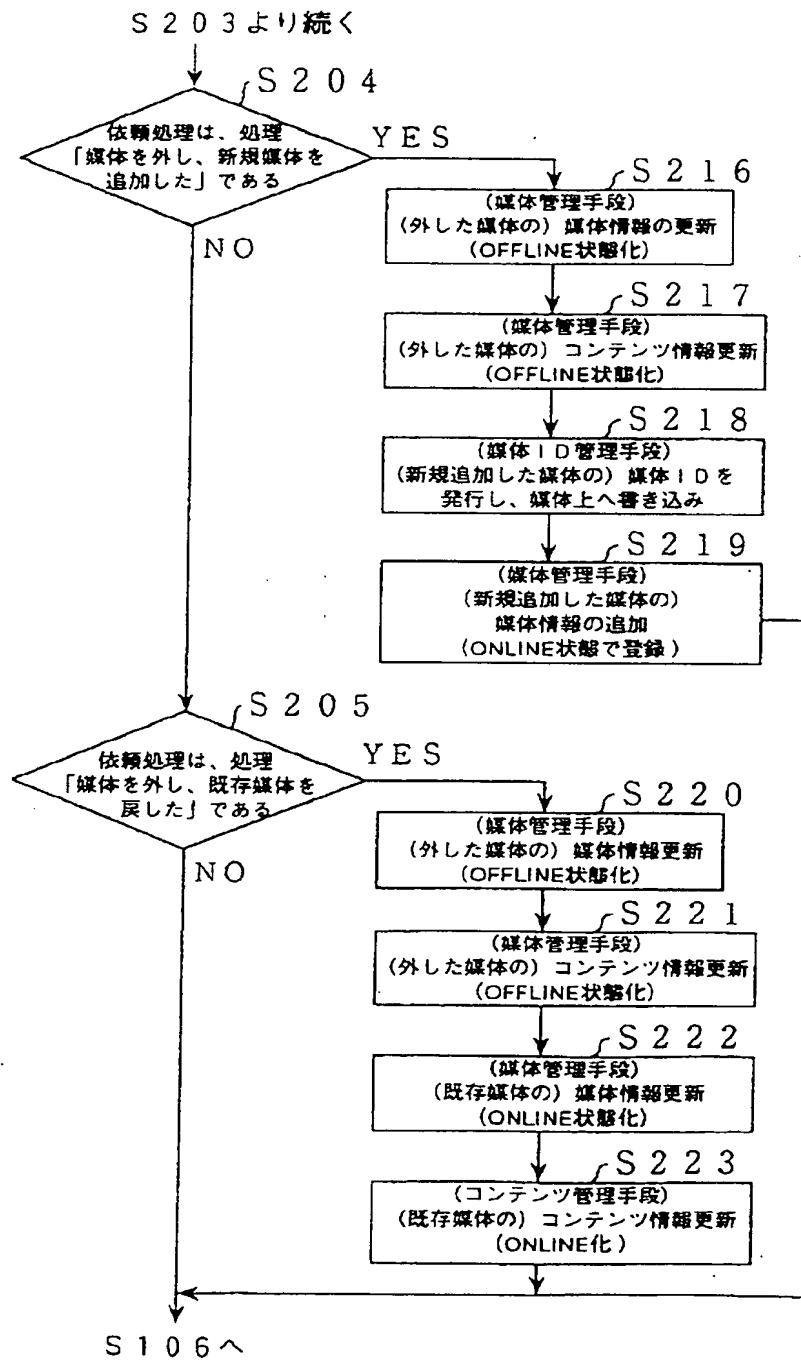 S203より続く
S204
依頼処理は、処理
「媒体を外し、新規媒体を
追加した」である
YES
NO
S216
(媒体管理手段)
(外した媒体の) 媒体情報の更新
(OFFLINE状態化)
S217
(媒体管理手段)
(外した媒体の) コンテンツ情報更新
(OFFLINE状態化)
S218
(媒体ID管理手段)
(新規追加した媒体の) 媒体IDを
発行し、媒体上へ書き込み
S219
(媒体管理手段)
(新規追加した媒体の)
媒体情報の追加
(ONLINE状態で登録)
S205
依頼処理は、処理
「媒体を外し、既存媒体を
戻した」である
YES
NO
S220
(媒体管理手段)
(外した媒体の) 媒体情報更新
(OFFLINE状態化)
S221
(媒体管理手段)
(外した媒体の) コンテンツ情報更新
(OFFLINE状態化)
S222
(媒体管理手段)
(既存媒体の) 媒体情報更新
(ONLINE状態化)
S223
(コンテンツ管理手段)
(既存媒体の) コンテンツ情報更新
(ONLINE化)
S106へ